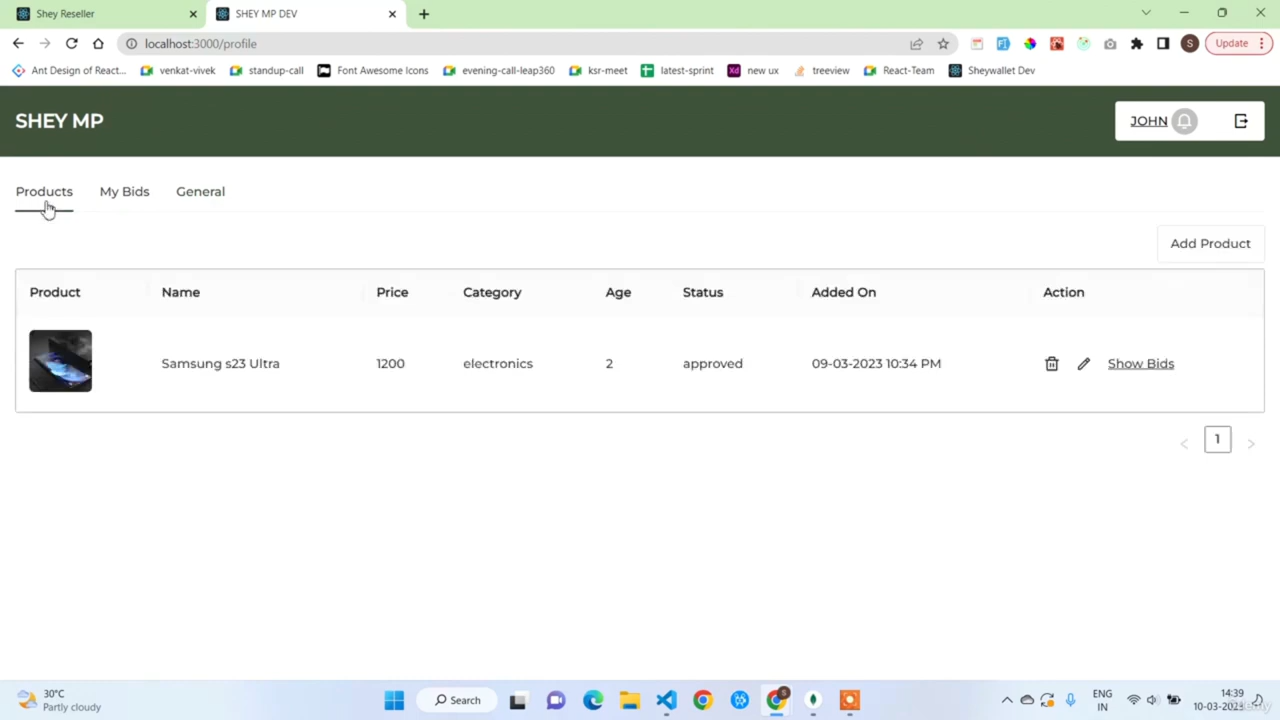 Shey Reseller
SHEY MP DEV
localhost:3000/profile
S
Update
Ant Design of React...
venkat-vivek
standup-call
Font Awesome Icons
evening-call-leap360
ksr-meet
latest-sprint
Xd new ux
treeview
React-Team
Sheywallet Dev
SHEY MP
JOHN
Products
My Bids
General
Add Product
Product Name Price Category Age Status Added On Action
Samsung s23 Ultra 1200 electronics 2 approved 09-03-2023 10:34 PM Show Bids
< 1 >
30°C
Partly cloudy
Search
ENG
IN
14:39
10-03-2023